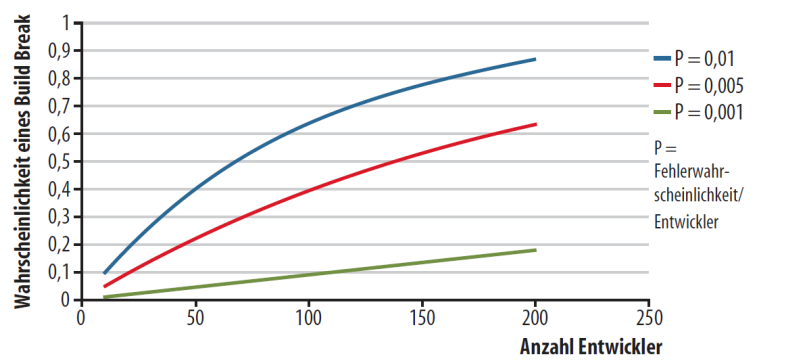 Wahrscheinlichkeit eines Build Break
1
0,9
0,8
0,7
0,6
0,5
0,4
0,3
0,2
0,1
0
0 50 100 150 200 250
Anzahl Entwickler
P = 0,01
P = 0,005
P = 0,001
P =
Fehlerwahr-
scheinlichkeit/
Entwickler